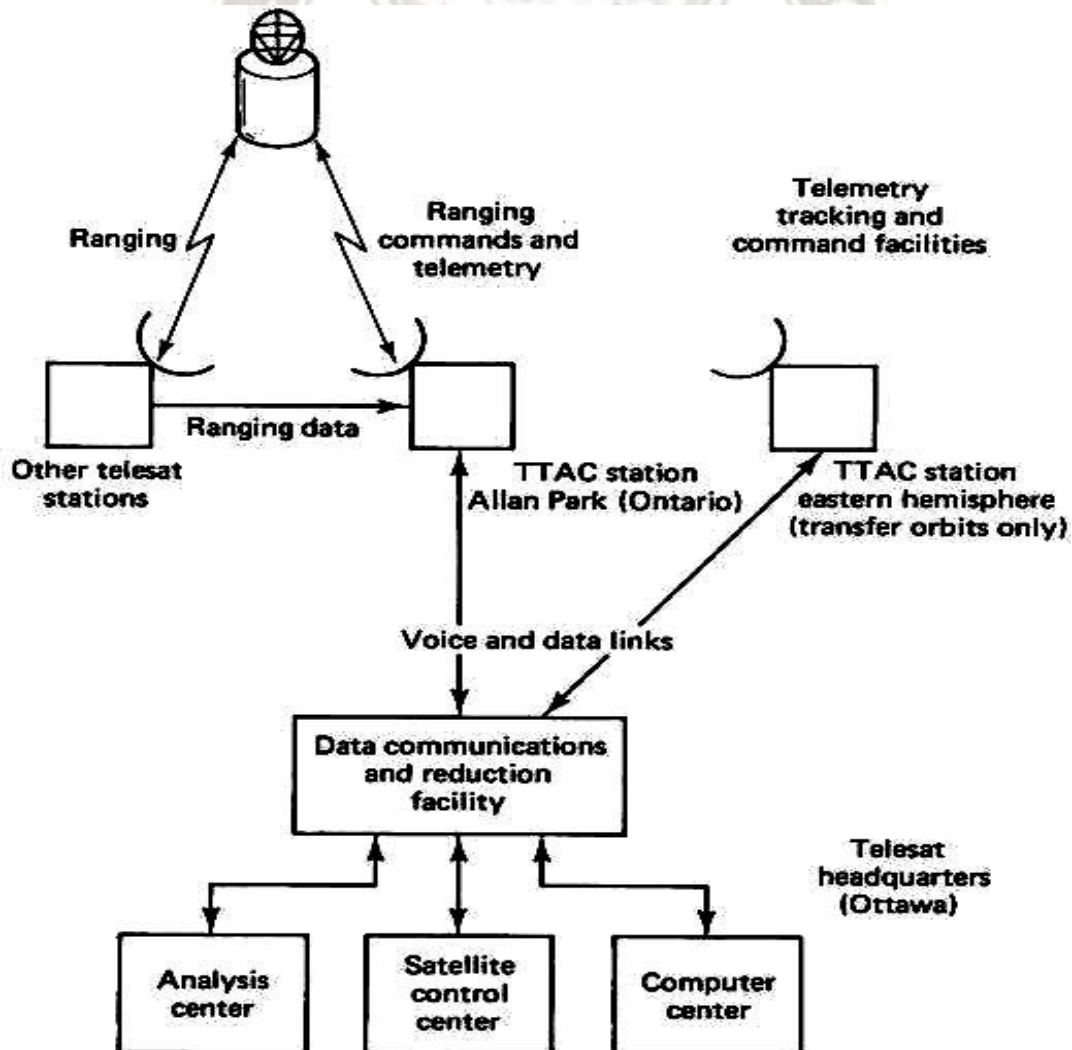 Ranging
Ranging
commands and
telemetry
Telemetry
tracking and
command facilities
Ranging data
Other telesat
stations
TTAC station
Allan Park (Ontario)
TTAC station
eastern hemisphere
(transfer orbits only)
Voice and data links
Data communications
and reduction
facility
Telesat
headquarters
(Ottawa)
Analysis
center
Satellite
control
center
Computer
center